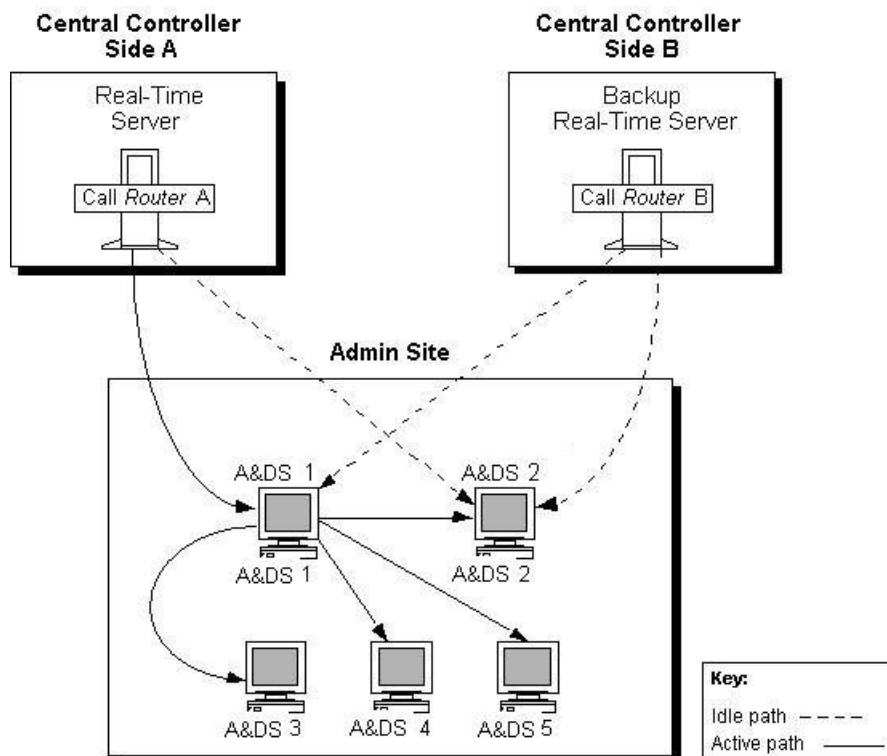 Central Controller
Side A
Central Controller
Side B
Real-Time
Server
Call Router A
Backup
Real-Time Server
Call Router B
Admin Site
A&DS 1
A&DS 2
A&DS 1
A&DS 2
A&DS 3
A&DS 4
A&DS 5
Key:
Idle path
Active path